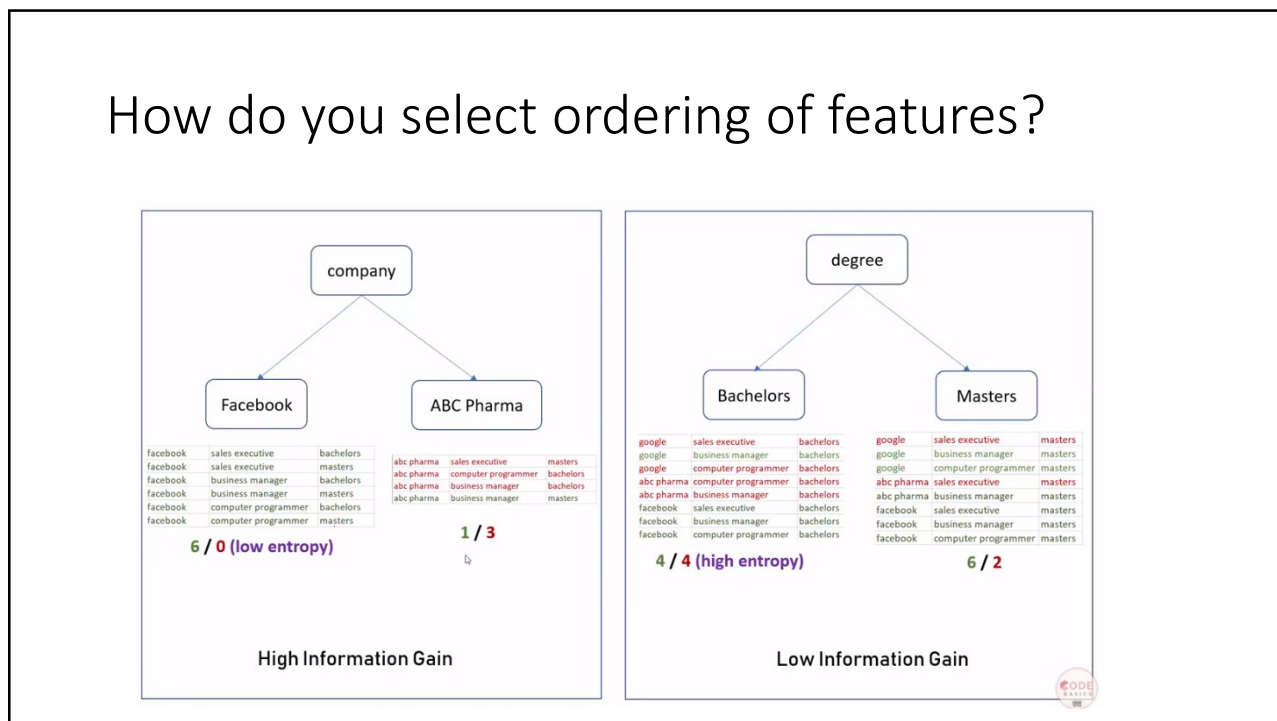 How do you select ordering of features?
company
Facebook
ABC Pharma
facebook sales executive bachelors
facebook sales executive masters
facebook business manager bachelors
facebook business manager masters
facebook computer programmer bachelors
facebook computer programmer masters
6 / 0 (low entropy)
abc pharma sales executive masters
abc pharma computer programmer bachelors
abc pharma business manager bachelors
abc pharma business manager masters
1 / 3
High Information Gain
degree
Bachelors
Masters
google sales executive bachelors
google business manager bachelors
google computer programmer bachelors
abc pharma computer programmer bachelors
abc pharma business manager bachelors
facebook sales executive bachelors
facebook business manager bachelors
facebook computer programmer bachelors
4 / 4 (high entropy)
google sales executive masters
google business manager masters
google computer programmer masters
abc pharma sales executive masters
abc pharma business manager masters
facebook sales executive masters
facebook business manager masters
facebook computer programmer masters
6 / 2
Low Information Gain
CODE
BASICS